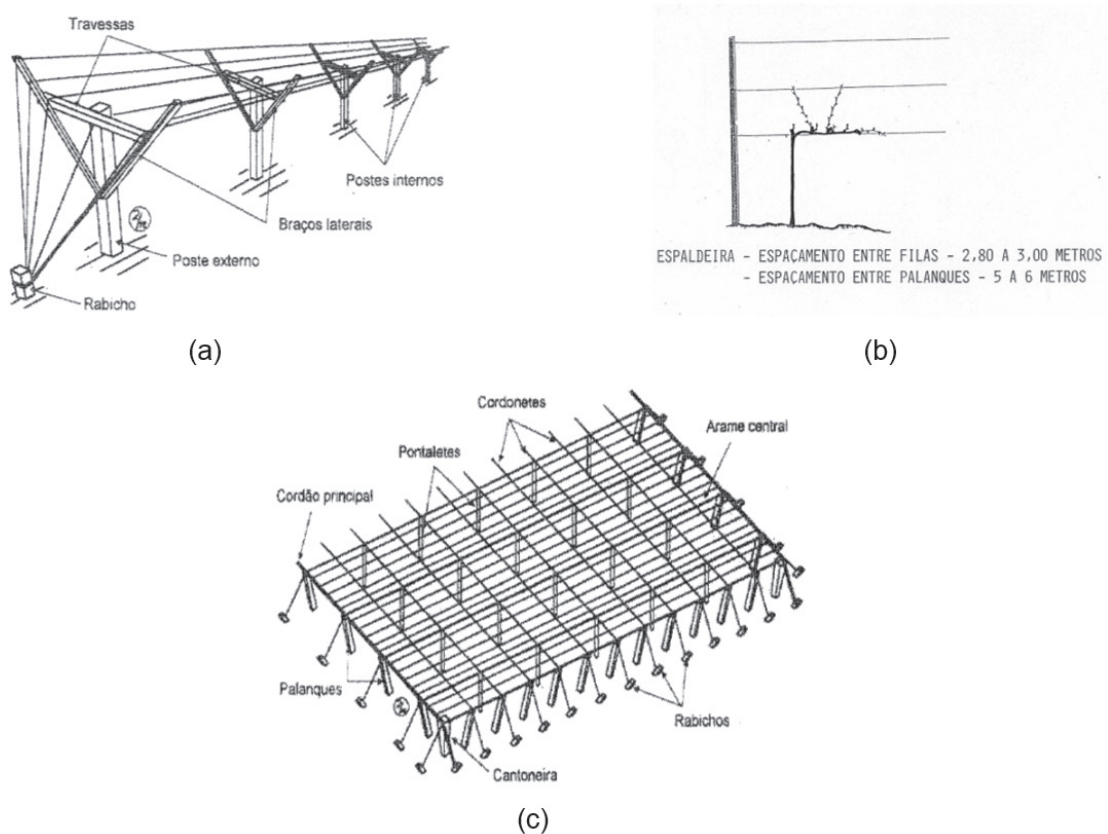 Travessas
Postes internos
Braços laterais
Poste externo
Rabicho
(a)
ESPALDEIRA - ESPAÇAMENTO ENTRE FILAS - 2,80 A 3,00 METROS
- ESPAÇAMENTO ENTRE PALANQUES - 5 A 6 METROS
(b)
Cordonetes
Arame central
Pontaletes
Cordão principal
Palanques
Rabichos
Cantoneira
(c)